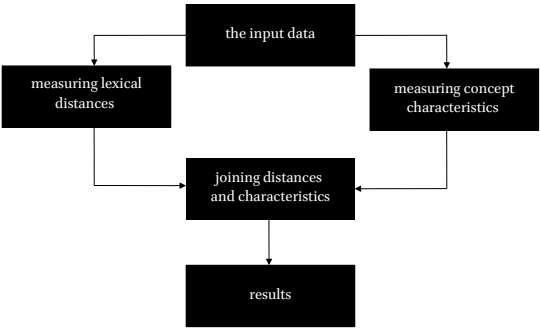 the input data
measuring lexical
distances
measuring concept
characteristics
joining distances
and characteristics
results